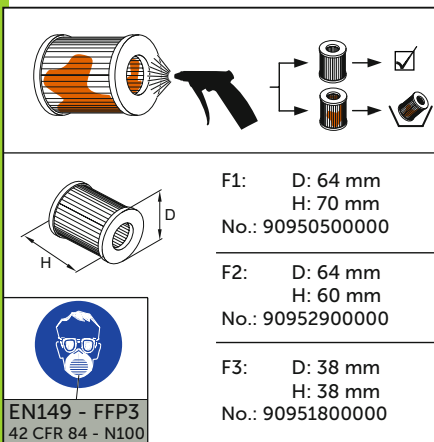 D
H
F1: D: 64 mm
H: 70 mm
No.: 90950500000
F2: D: 64 mm
H: 60 mm
No.: 90952900000
F3: D: 38 mm
H: 38 mm
No.: 90951800000
EN149 - FFP3
42 CFR 84 - N100